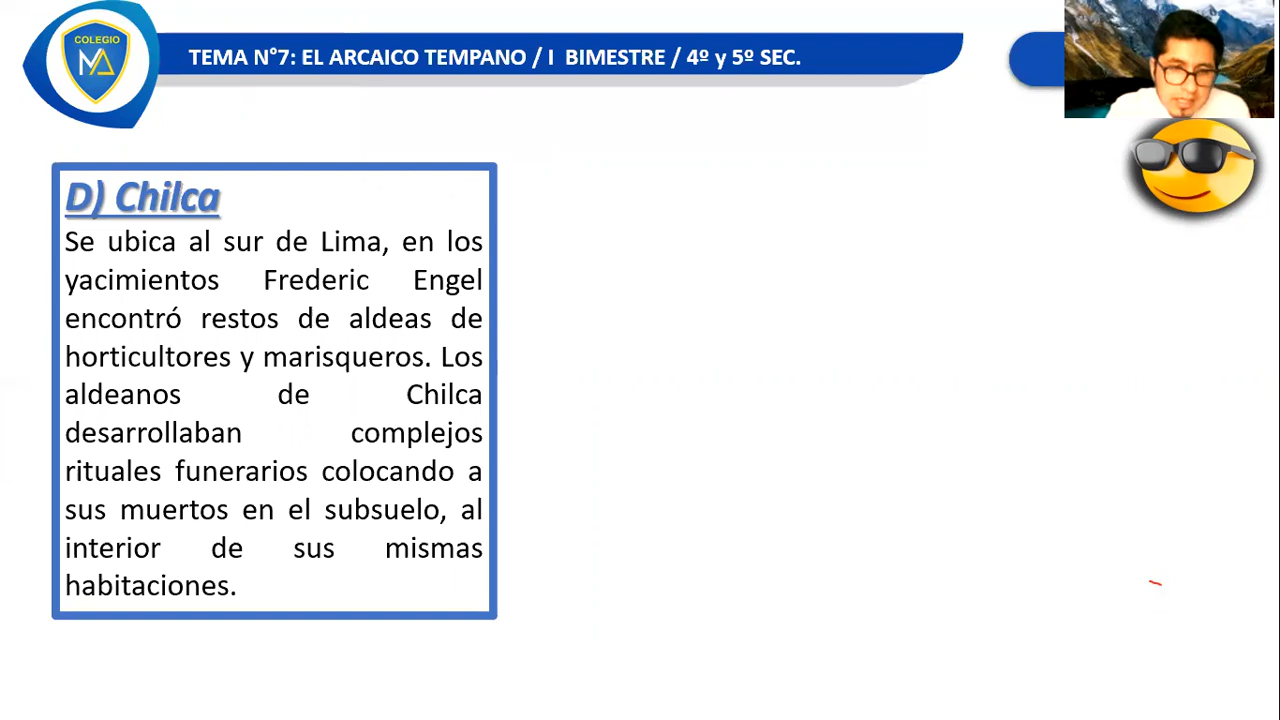 COLEGIO
TEMA N°7: EL ARCAICO TEMPANO / I BIMESTRE / 4º y 5º SEC.
D) Chilca
Se ubica al sur de Lima, en los
yacimientos Frederic Engel
encontró restos de aldeas de
horticultores y marisqueros. Los
aldeanos de Chilca
desarrollaban complejos
rituales funerarios colocando a
sus muertos en el subsuelo, al
interior de sus mismas
habitaciones.